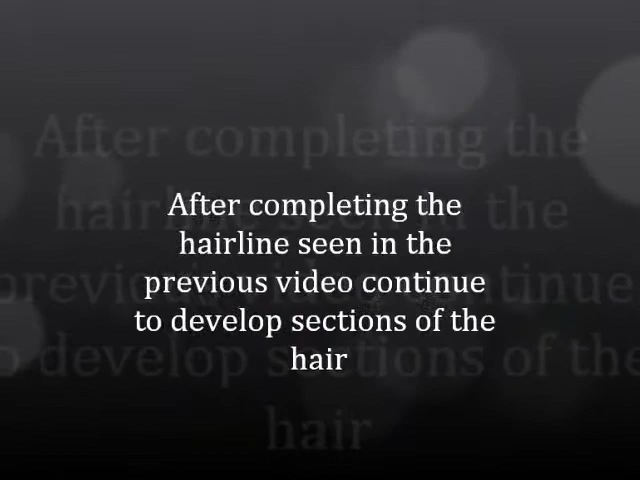 After completing the
hairline seen in the
previous video continue
to develop sections of the
hair